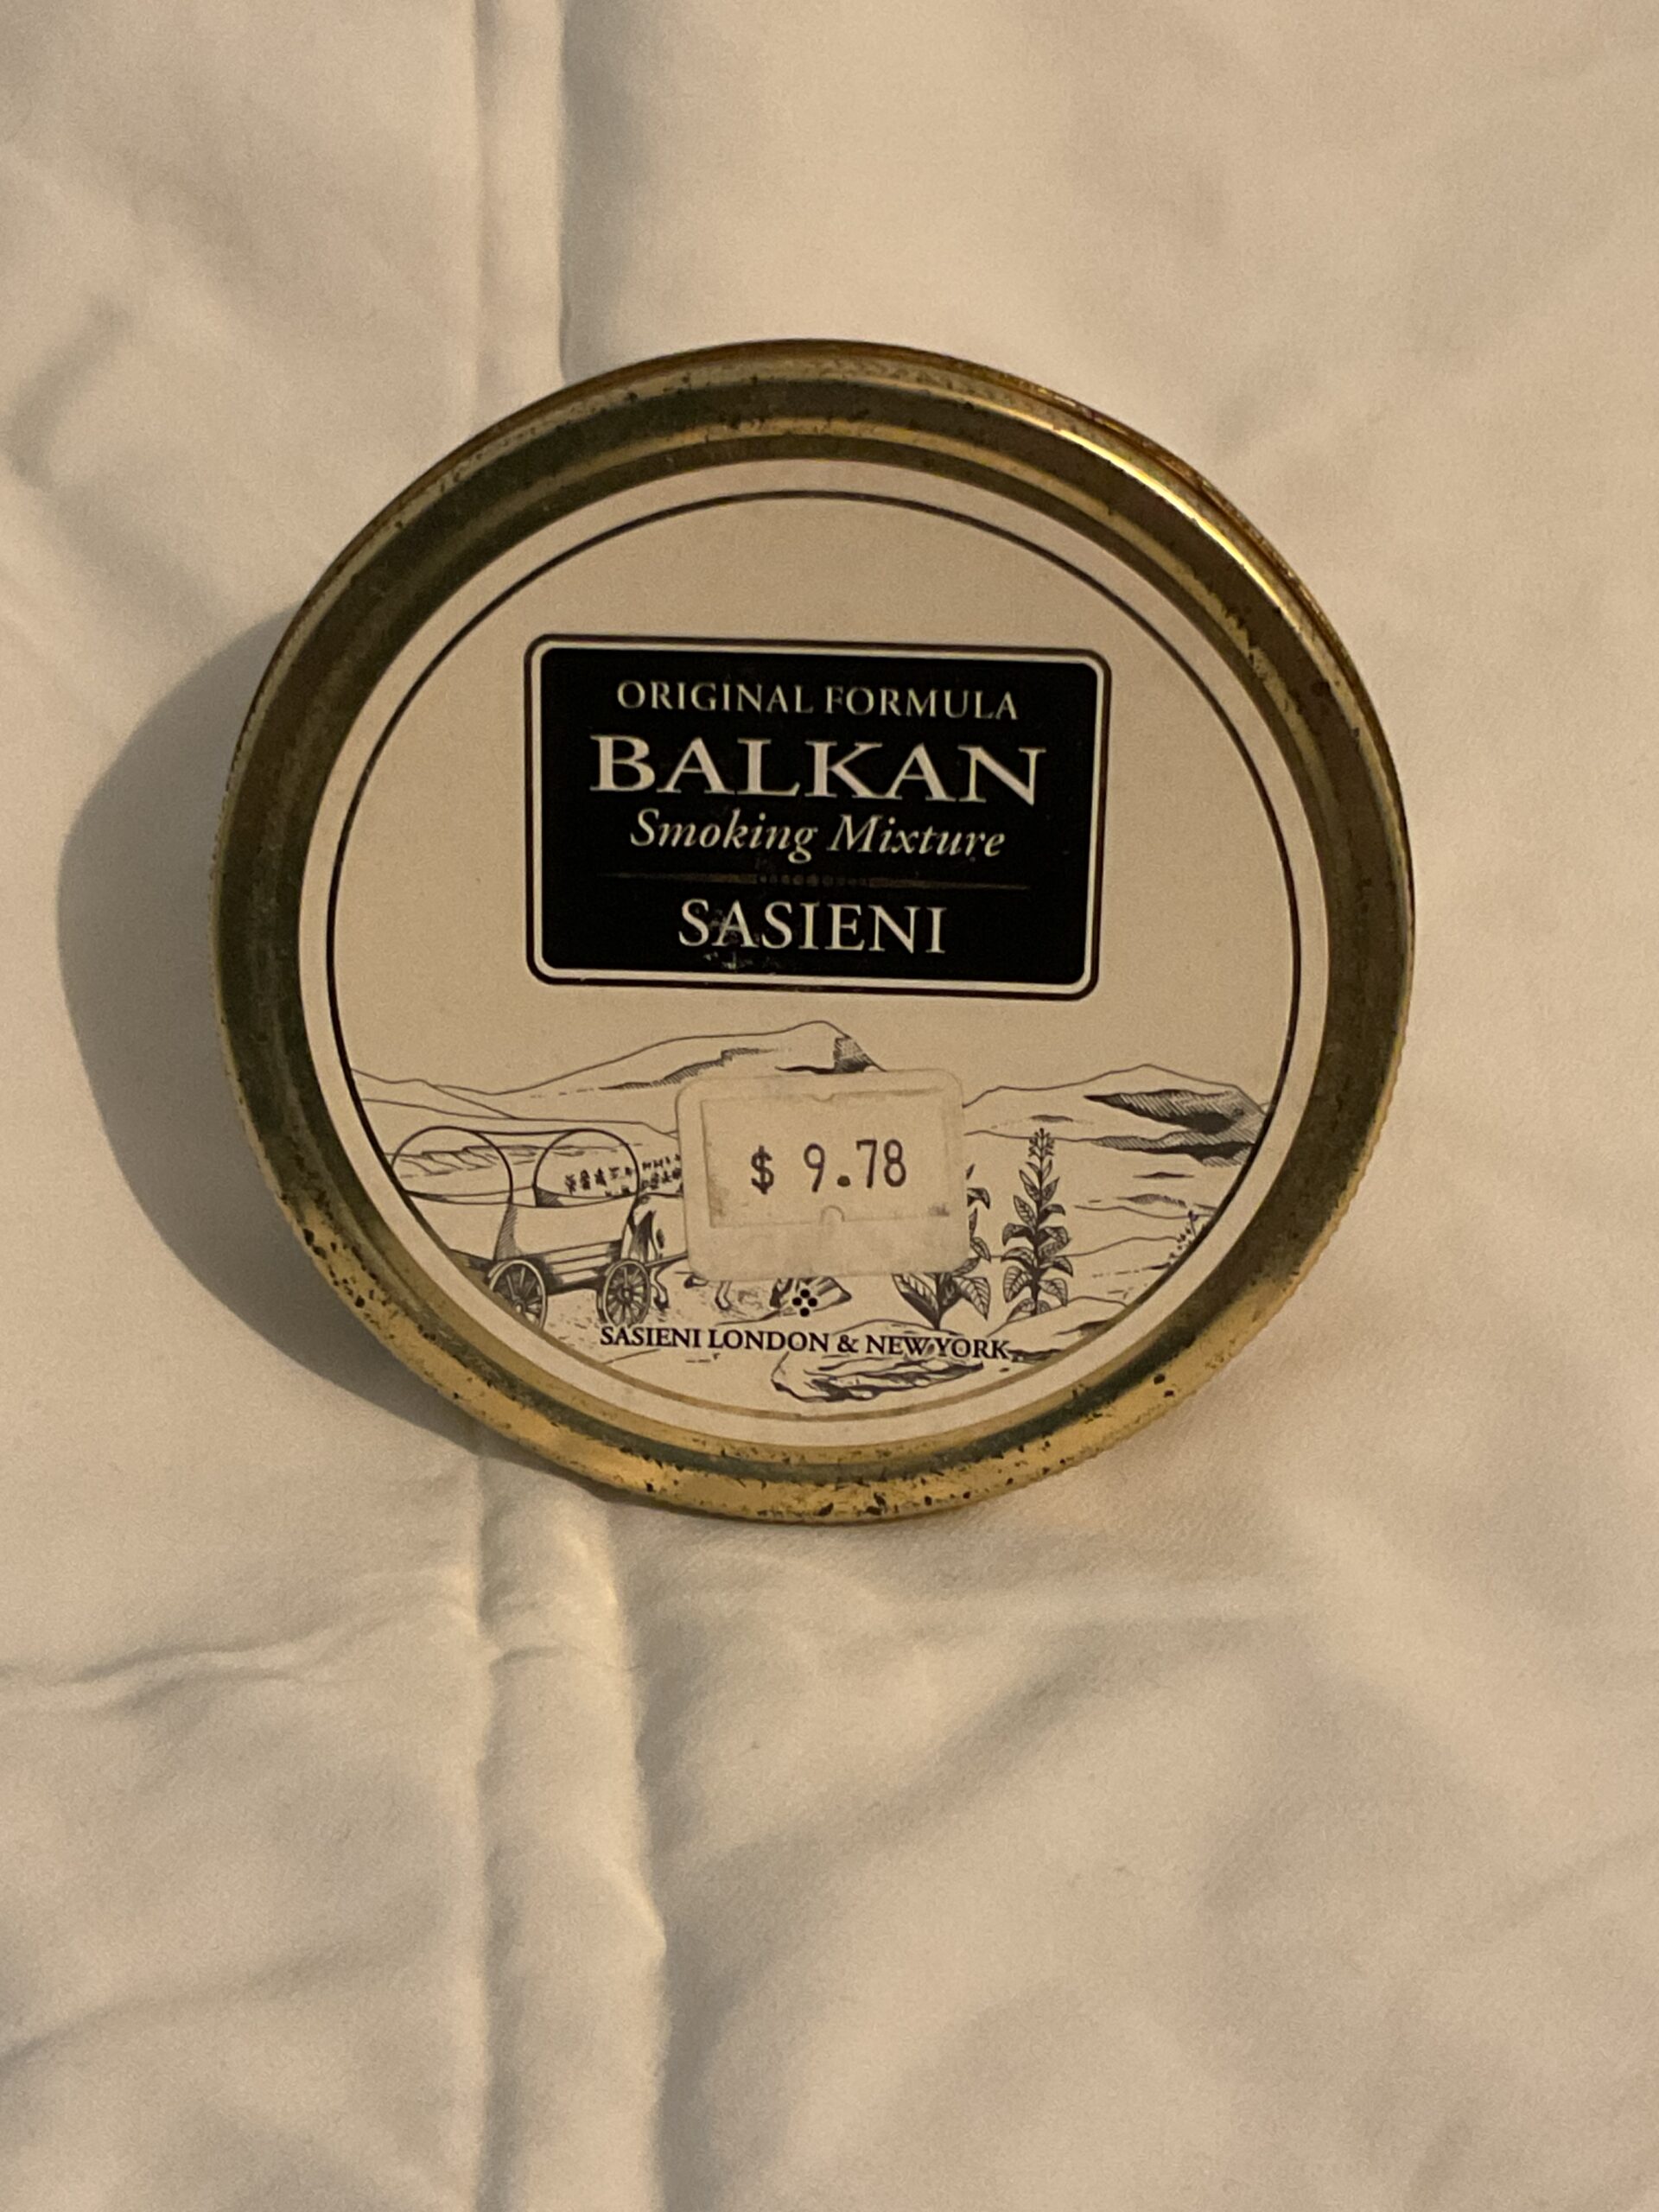 ORIGINAL FORMULA
BALKAN
Smoking Mixture
SASIENI
$ 9.78
SASIENI LONDON & NEW YORK